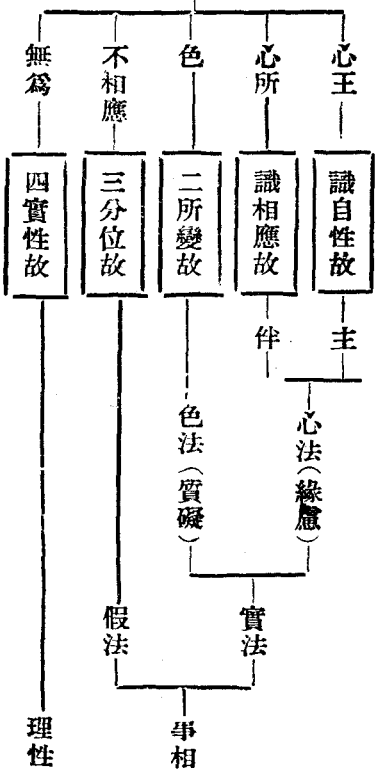 心王
心所
色
不相應
無爲
識自性故
識相應故
二所變故
三分位故
四實性故
主
伴
心法（緣慮）
色法（質礙）
實法
假法
事相
理性